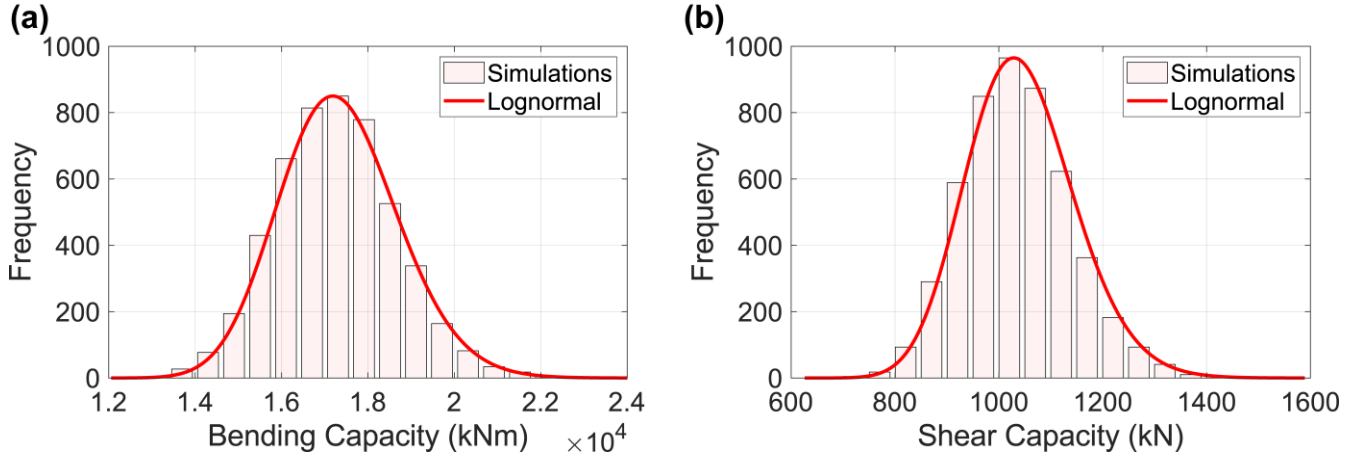 (a)
1000
800
600
400
200
0
Frequency
Simulations
Lognormal
1.2 1.4 1.6 1.8 2 2.2 2.4
Bending Capacity (kNm) ×10⁴
(b)
1000
800
600
400
200
0
Frequency
Simulations
Lognormal
600 800 1000 1200 1400 1600
Shear Capacity (kN)